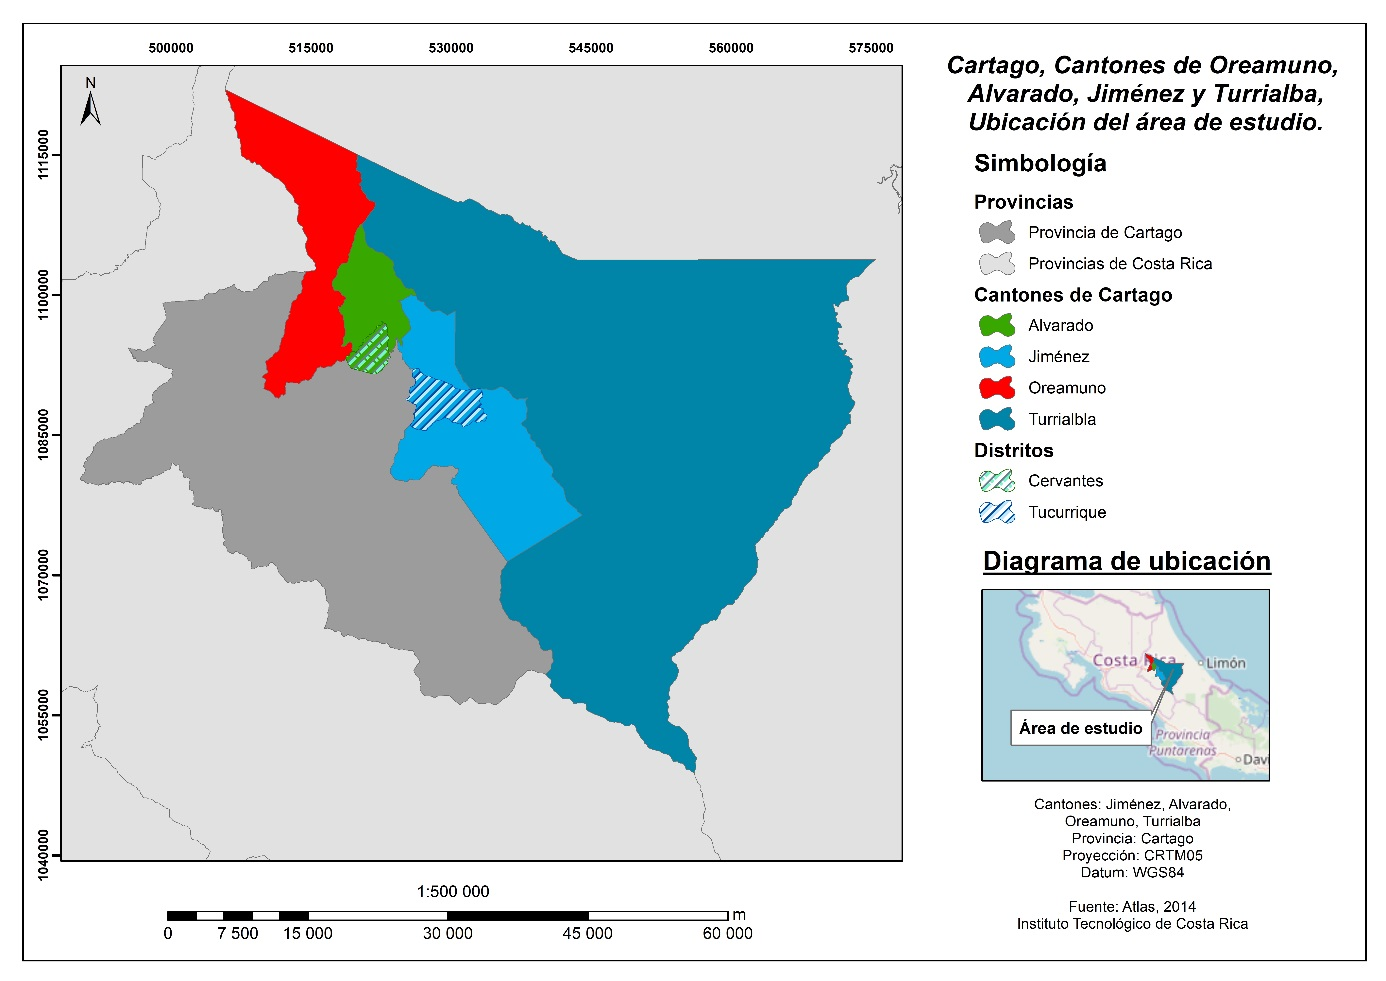 500000 515000 530000 545000 560000 575000
N
1115000
1100000
1085000
1070000
1055000
1040000
1:500 000
m
0 7 500 15 000 30 000 45 000 60 000
Cartago, Cantones de Oreamuno,
Alvarado, Jiménez y Turrialba,
Ubicación del área de estudio.
Simbología
Provincias
Provincia de Cartago
Provincias de Costa Rica
Cantones de Cartago
Alvarado
Jiménez
Oreamuno
Turrialbla
Distritos
Cervantes
Tucurrique
Diagrama de ubicación
Costa Rica
Limón
Área de estudio
Provincia
Puntarenas
Davi
Cantones: Jiménez, Alvarado,
Oreamuno, Turrialba
Provincia: Cartago
Proyección: CRTM05
Datum: WGS84
Fuente: Atlas, 2014
Instituto Tecnológico de Costa Rica